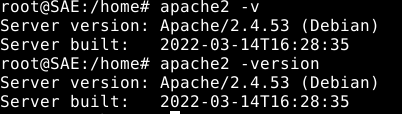 root@SAE:/home# apache2 -v
Server version: Apache/2.4.53 (Debian)
Server built:   2022-03-14T16:28:35
root@SAE:/home# apache2 -version
Server version: Apache/2.4.53 (Debian)
Server built:   2022-03-14T16:28:35